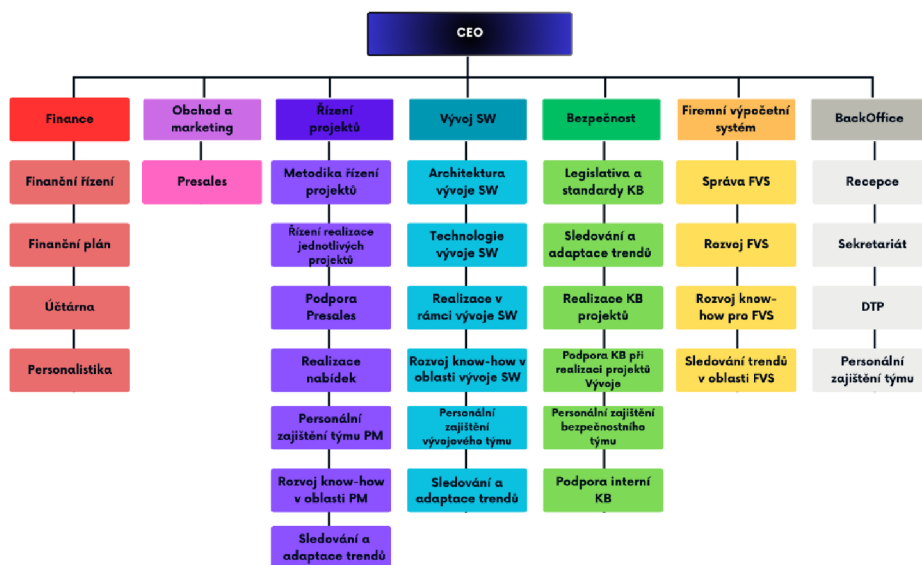 CEO
Finance
Finanční řízení
Finanční plán
Účtárna
Personalistika
Obchod a
marketing
Presales
Řízení
projektů
Metodika řízení
projektů
Řízení realizace
jednotlivých
projektů
Podpora
Presales
Realizace
nabídek
Personální
zajištění týmu PM
Rozvoj know-how
v oblasti PM
Sledování a
adaptace trendů
Vývoj SW
Architektura
vývoje SW
Technologie
vývoje SW
Realizace v
rámci vývoje SW
Rozvoj know-how v
oblasti vývoje SW
Personální
zajištění
vývojového týmu
Sledování a
adaptace trendů
Bezpečnost
Legislativa a
standardy KB
Sledování a
adaptace trendů
Realizace KB
projektů
Podpora KB při
realizaci projektů
Vývoje
Personální zajištění
bezpečnostního
týmu
Podpora interní
KB
Firemní výpočetní
systém
Správa FVS
Rozvoj FVS
Rozvoj know-
how pro FVS
Sledování trendů
v oblasti FVS
BackOffice
Recepce
Sekretariát
DTP
Personální
zajištění týmu